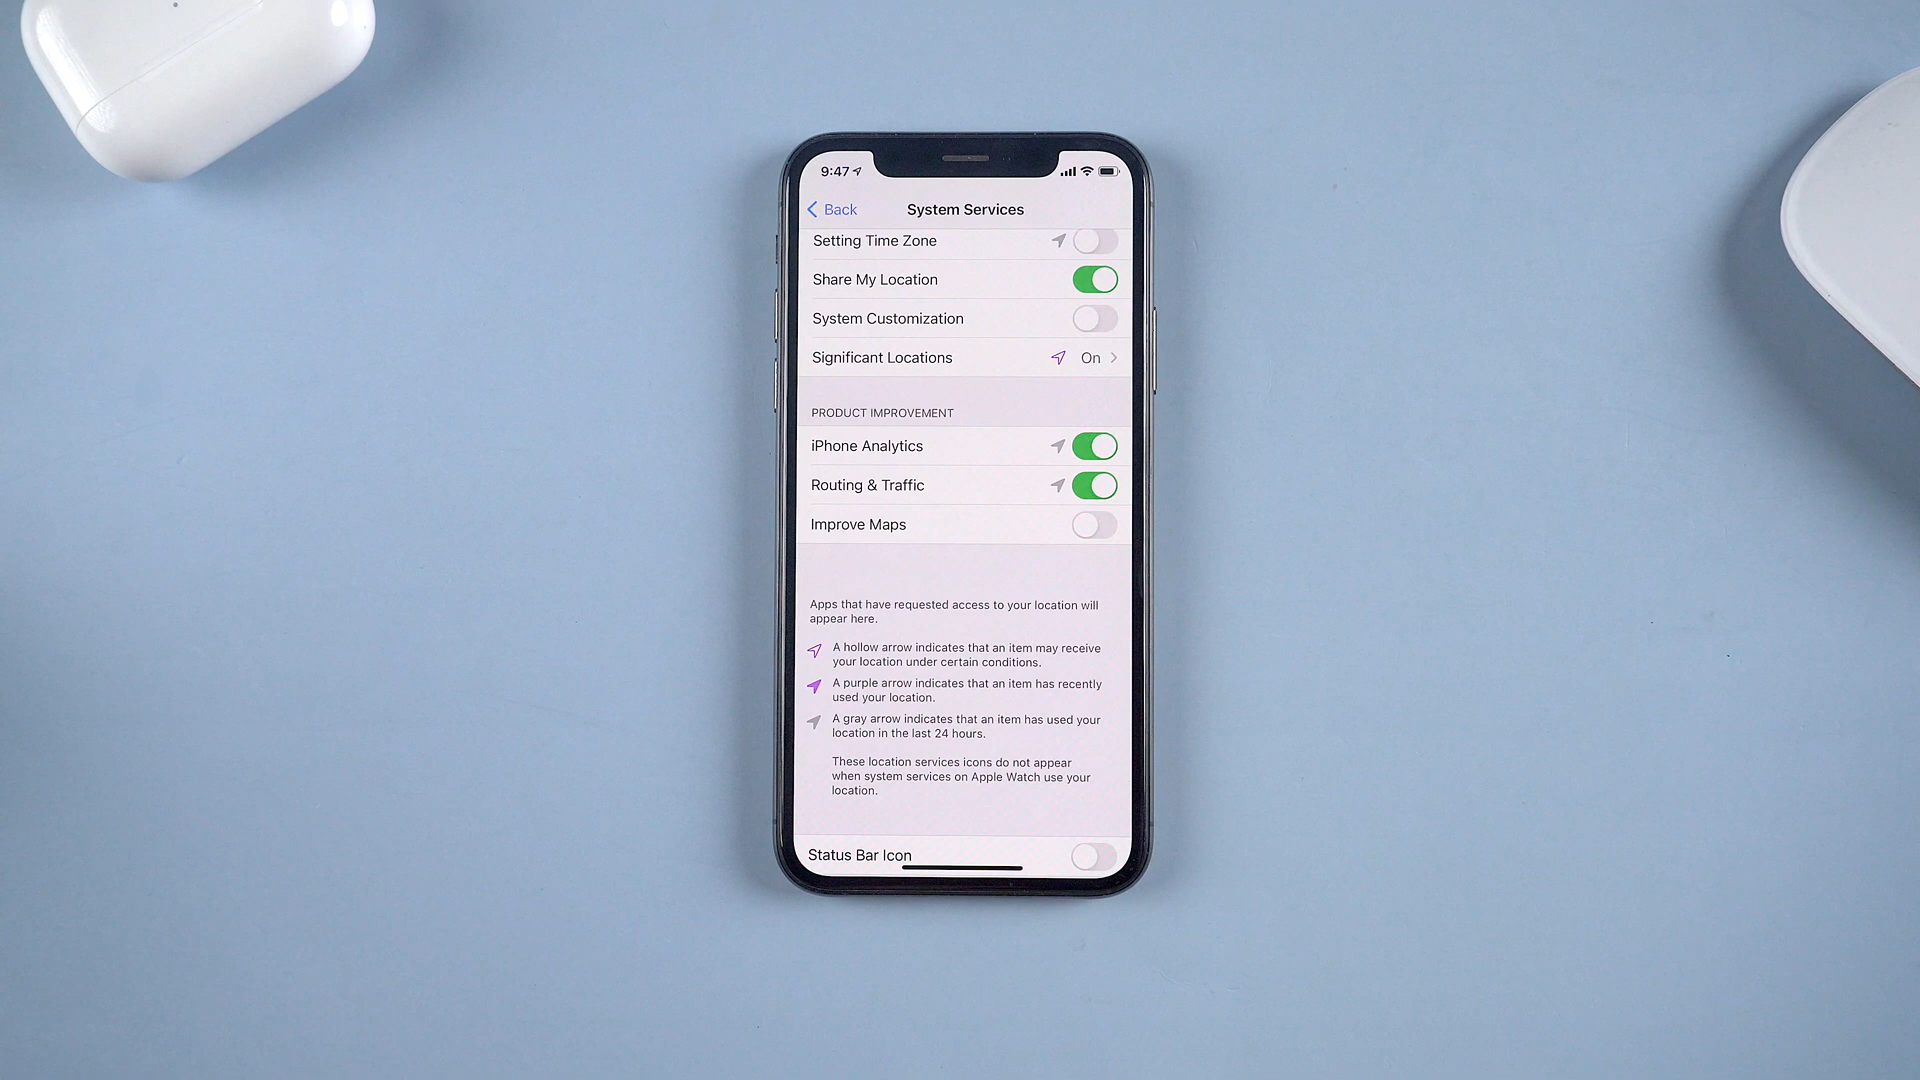 9:47
Back
System Services
Setting Time Zone
Share My Location
System Customization
Significant Locations On
PRODUCT IMPROVEMENT
iPhone Analytics
Routing & Traffic
Improve Maps
Apps that have requested access to your location will
appear here.
A hollow arrow indicates that an item may receive
your location under certain conditions.
A purple arrow indicates that an item has recently
used your location.
A gray arrow indicates that an item has used your
location in the last 24 hours.
These location services icons do not appear
when system services on Apple Watch use your
location.
Status Bar Icon